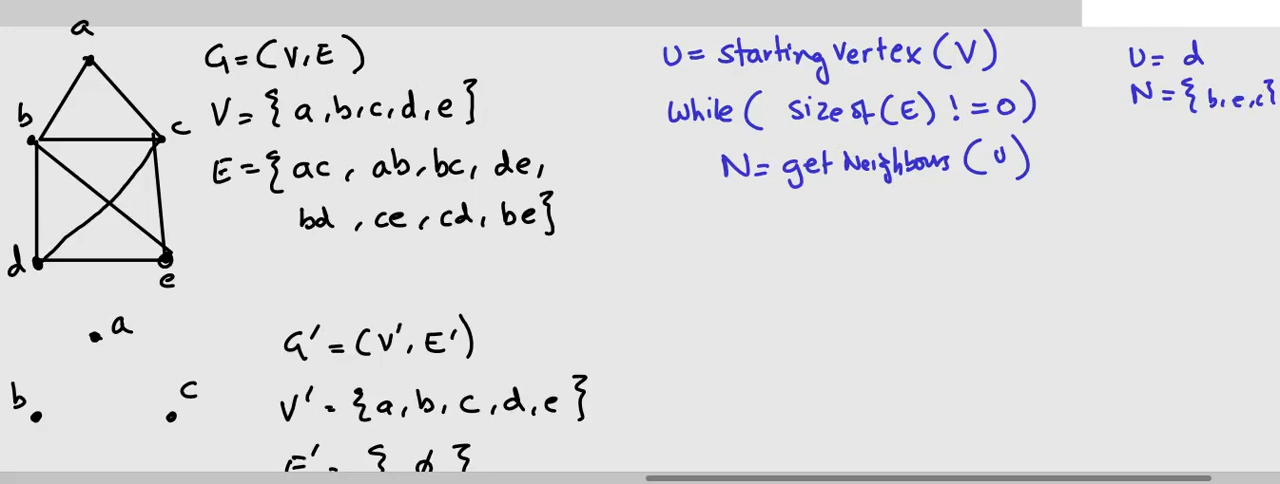 a
b
c
d
e
G=(V,E)
V={a,b,c,d,e}
E={ac, ab, bc, de,
bd, ce, cd, be}
U= starting vertex (V)
While( size of (E) != 0)
N= get Neighbours (U)
U= d
N={b,e,c}
a
b
c
G'=(V',E')
V'={a,b,c,d,e}
E'={ϕ}